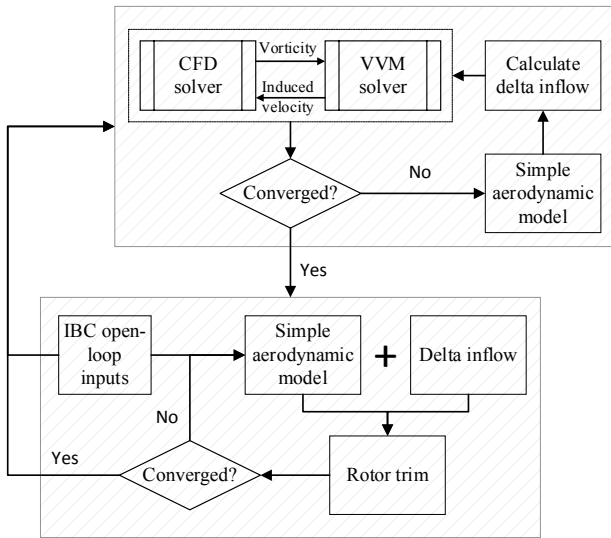 CFD
solver
Vorticity
Induced
velocity
VVM
solver
Calculate
delta inflow
Converged?
No
Simple
aerodynamic
model
Yes
IBC open-
loop
inputs
Simple
aerodynamic
model
+
Delta inflow
No
Yes
Converged?
Rotor trim